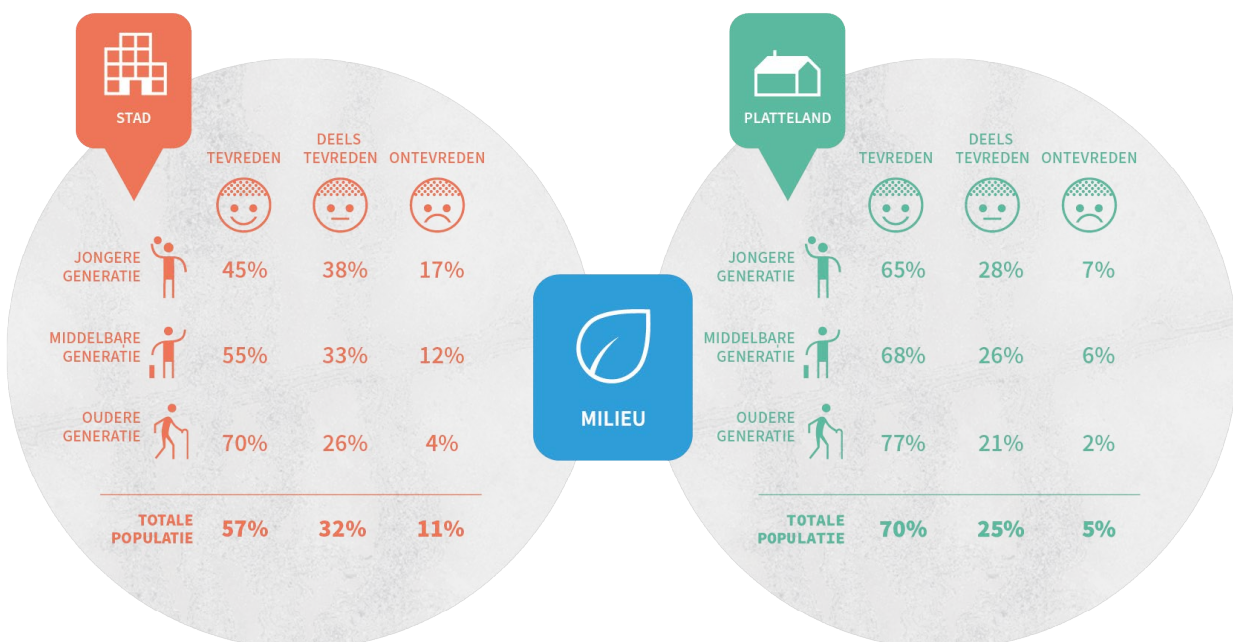 STAD
TEVREDEN
DEELS
TEVREDEN
ONTEVREDEN
JONGERE
GENERATIE
45% 38% 17%
MIDDELBARE
GENERATIE
55% 33% 12%
OUDERE
GENERATIE
70% 26% 4%
TOTALE
POPULATIE
57% 32% 11%
MILIEU
PLATTELAND
TEVREDEN
DEELS
TEVREDEN
ONTEVREDEN
JONGERE
GENERATIE
65% 28% 7%
MIDDELBARE
GENERATIE
68% 26% 6%
OUDERE
GENERATIE
77% 21% 2%
TOTALE
POPULATIE
70% 25% 5%